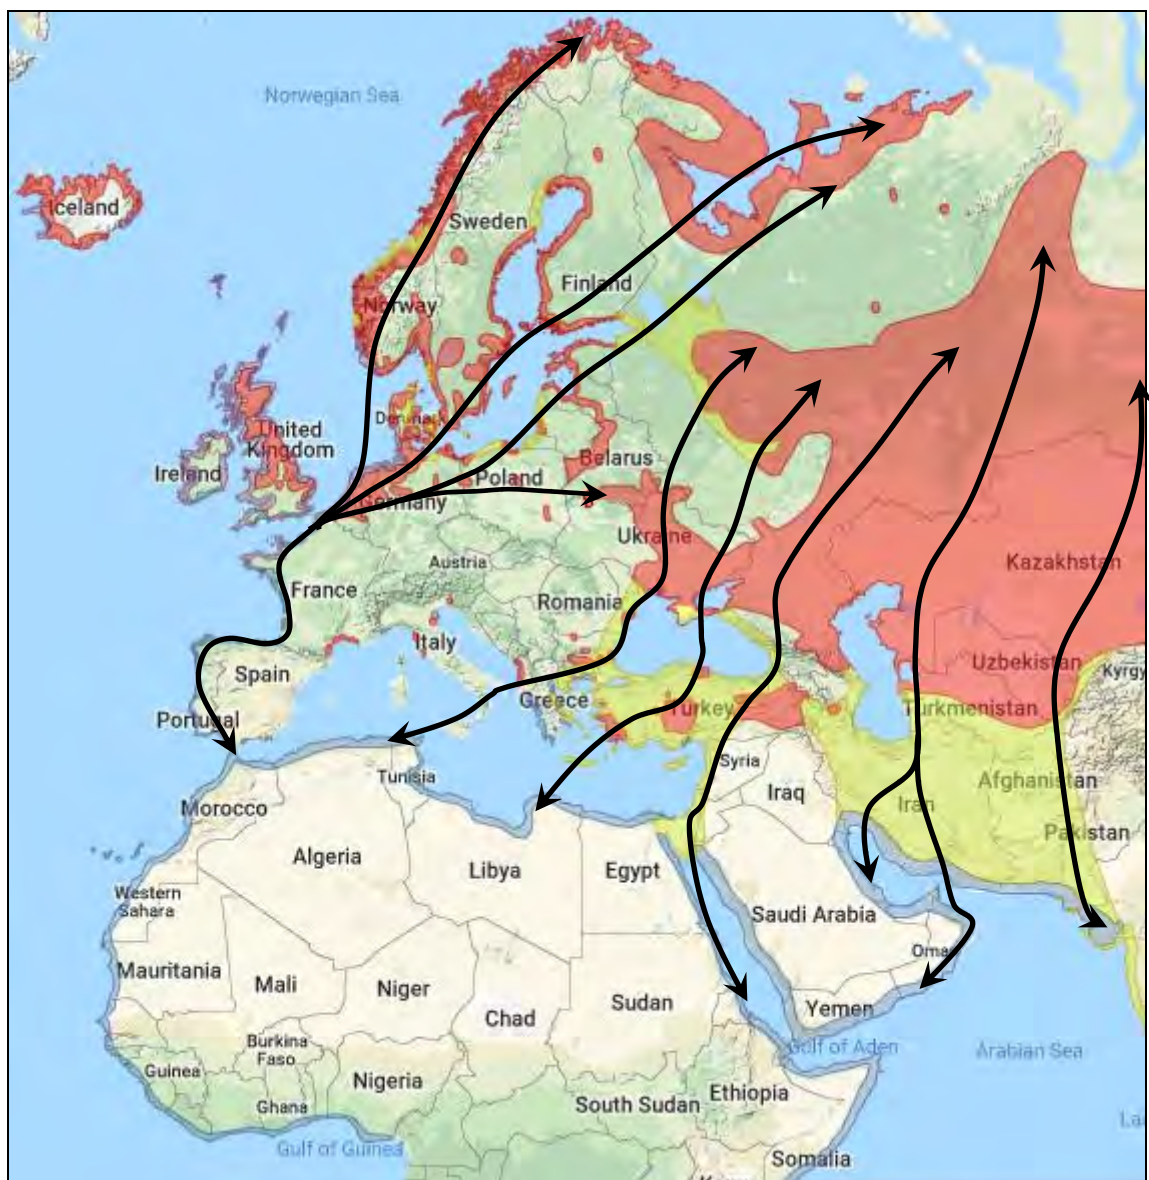 Norwegian Sea
Iceland
Sweden
Finland
Norway
Denmark
United
Kingdom
Ireland
Belarus
Poland
Germany
Ukraine
Austria
Kazakhstan
France
Romania
Italy
Uzbekistan
Kyrgy
Spain
Greece
Turkey
Turkmenistan
Portugal
Syria
Tunisia
Afghanistan
Iraq
Iran
Morocco
Pakistan
Algeria
Libya
Egypt
Western
Sahara
Saudi Arabia
Oma
Mauritania
Mali
Niger
Sudan
Yemen
Chad
Gulf of Aden
Arabian Sea
Burkina
Faso
Guinea
Nigeria
Ethiopia
Ghana
South Sudan
La
Gulf of Guinea
Somalia